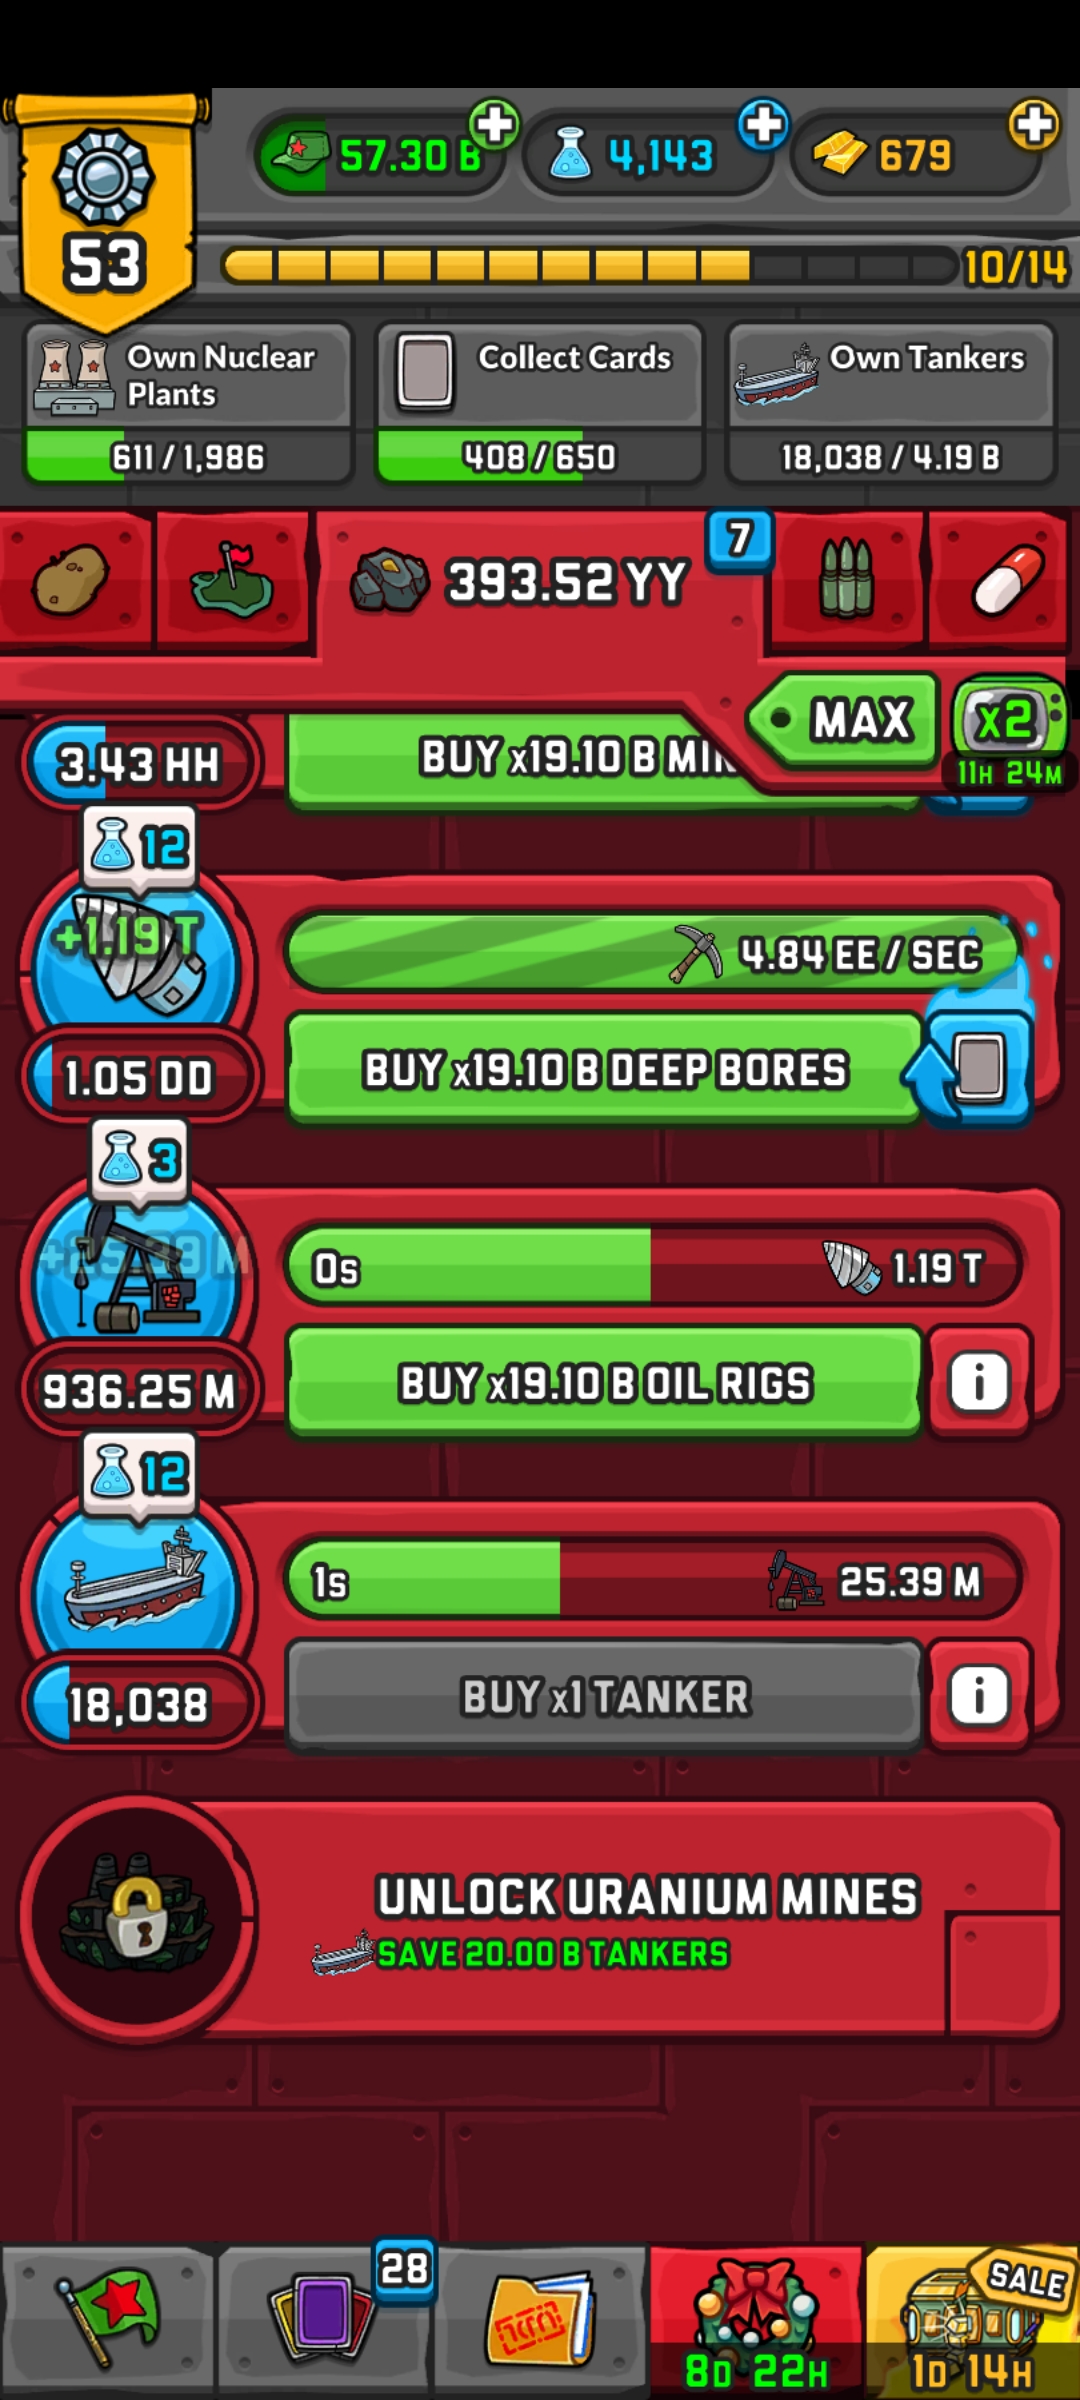 57.30 B
4,143
679
53
10/14
Own Nuclear Plants
611 / 1,986
Collect Cards
408 / 650
Own Tankers
18,038 / 4.19 B
393.52 YY
7
MAX
x2
11H 24M
3.43 HH
BUY x19.10 B
12
+1.19 T
4.84 EE / SEC
1.05 DD
BUY x19.10 B DEEP BORES
3
+25.39 M
0s
1.19 T
936.25 M
BUY x19.10 B OIL RIGS
i
12
1s
25.39 M
18,038
BUY x1 TANKER
i
UNLOCK URANIUM MINES
SAVE 20.00 B TANKERS
28
SALE
8D 22H
1D 14H